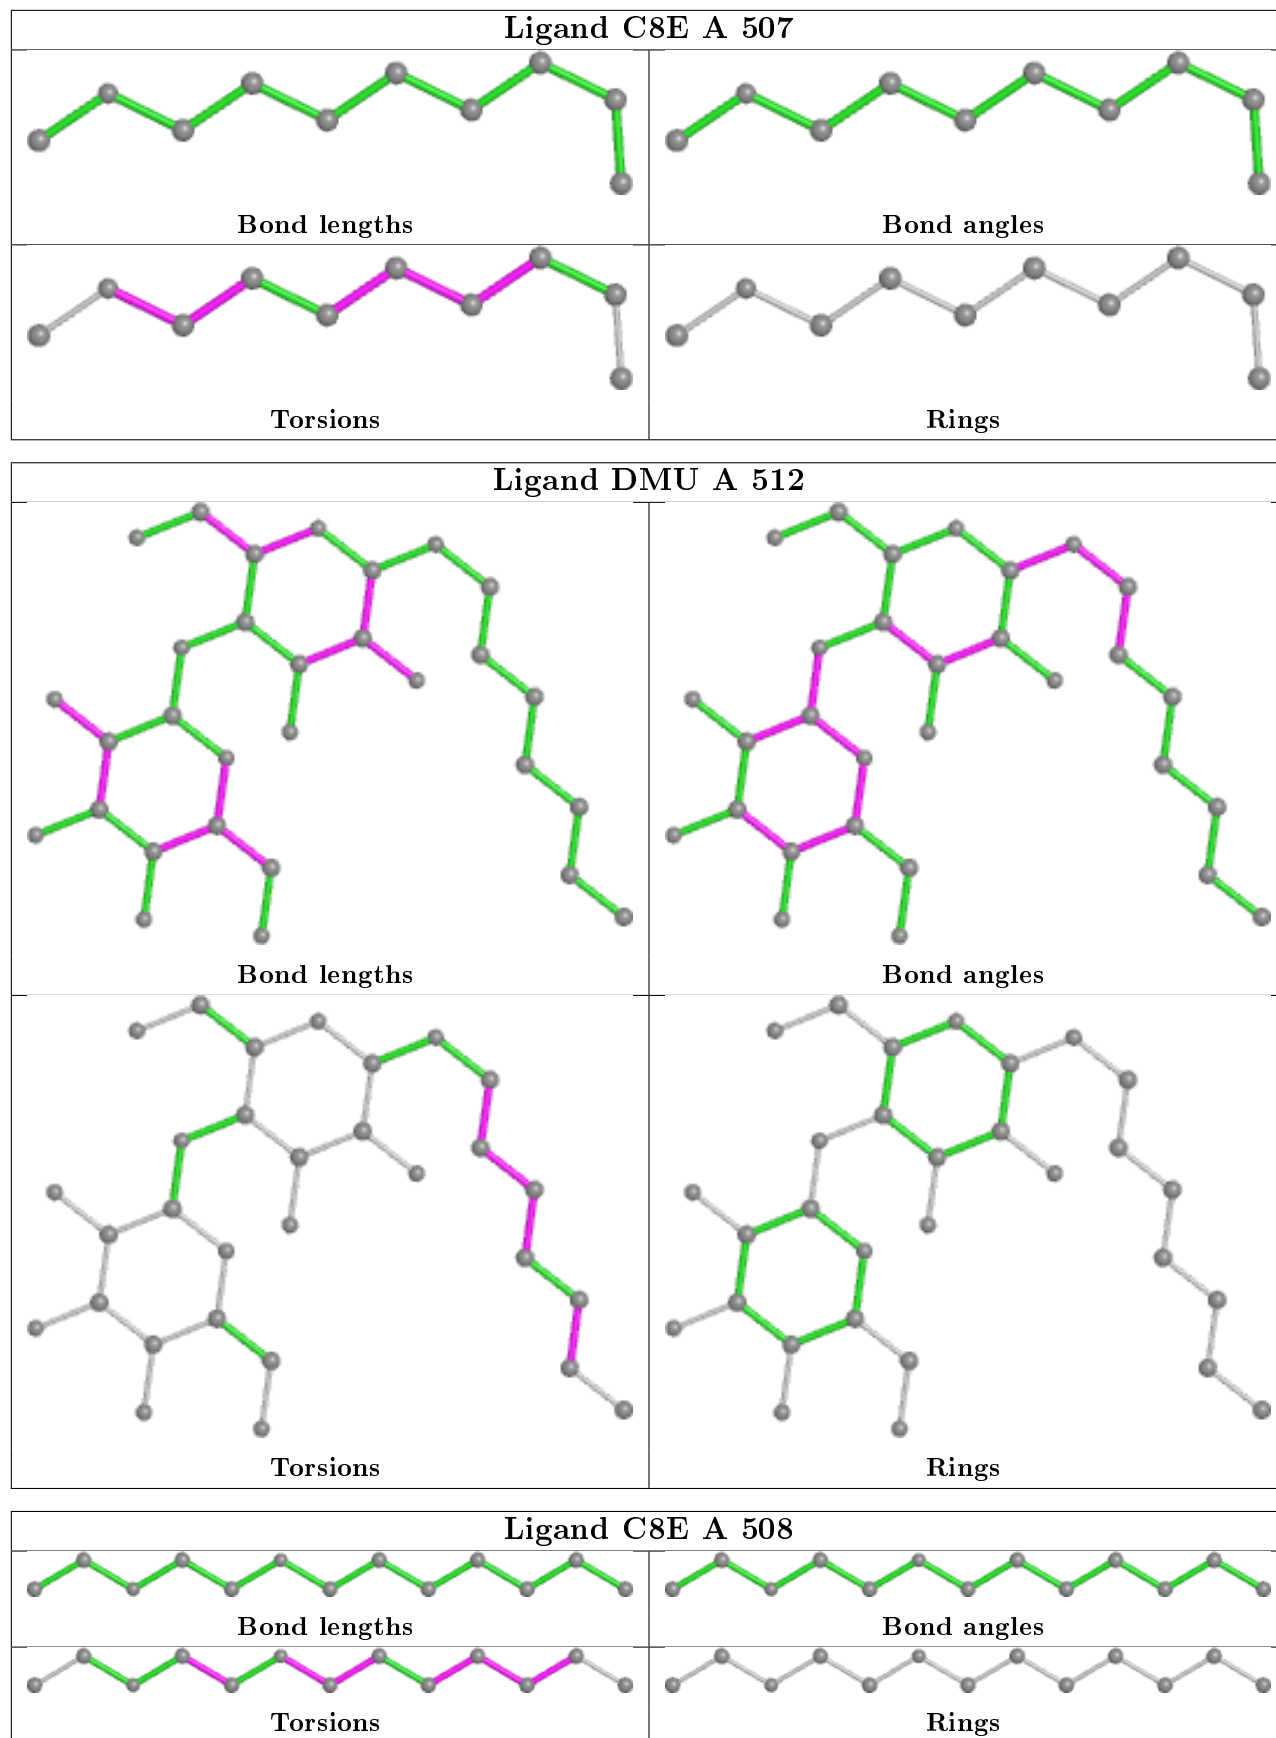 Ligand C8E A 507
Bond lengths
Bond angles
Torsions
Rings
Ligand DMU A 512
Bond lengths
Bond angles
Torsions
Rings
Ligand C8E A 508
Bond lengths
Bond angles
Torsions
Rings